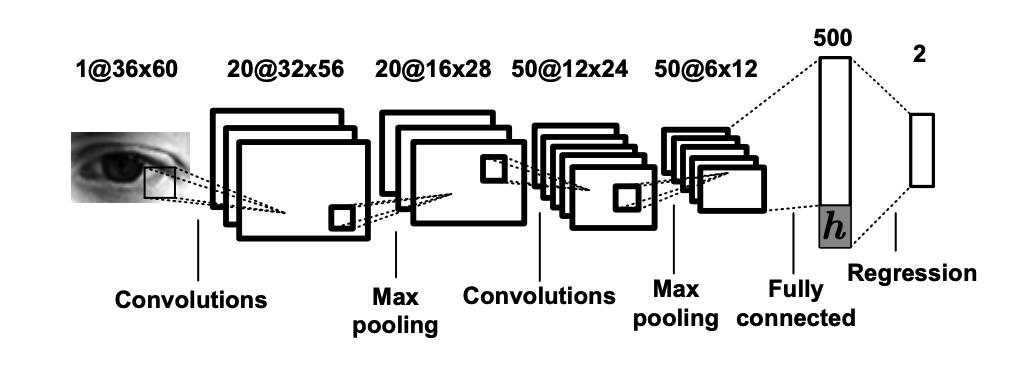 500
2
1@36x60
20@32x56
20@16x28
50@12x24
50@6x12
h
Convolutions
Max
pooling
Convolutions
Max
pooling
Fully
connected
Regression